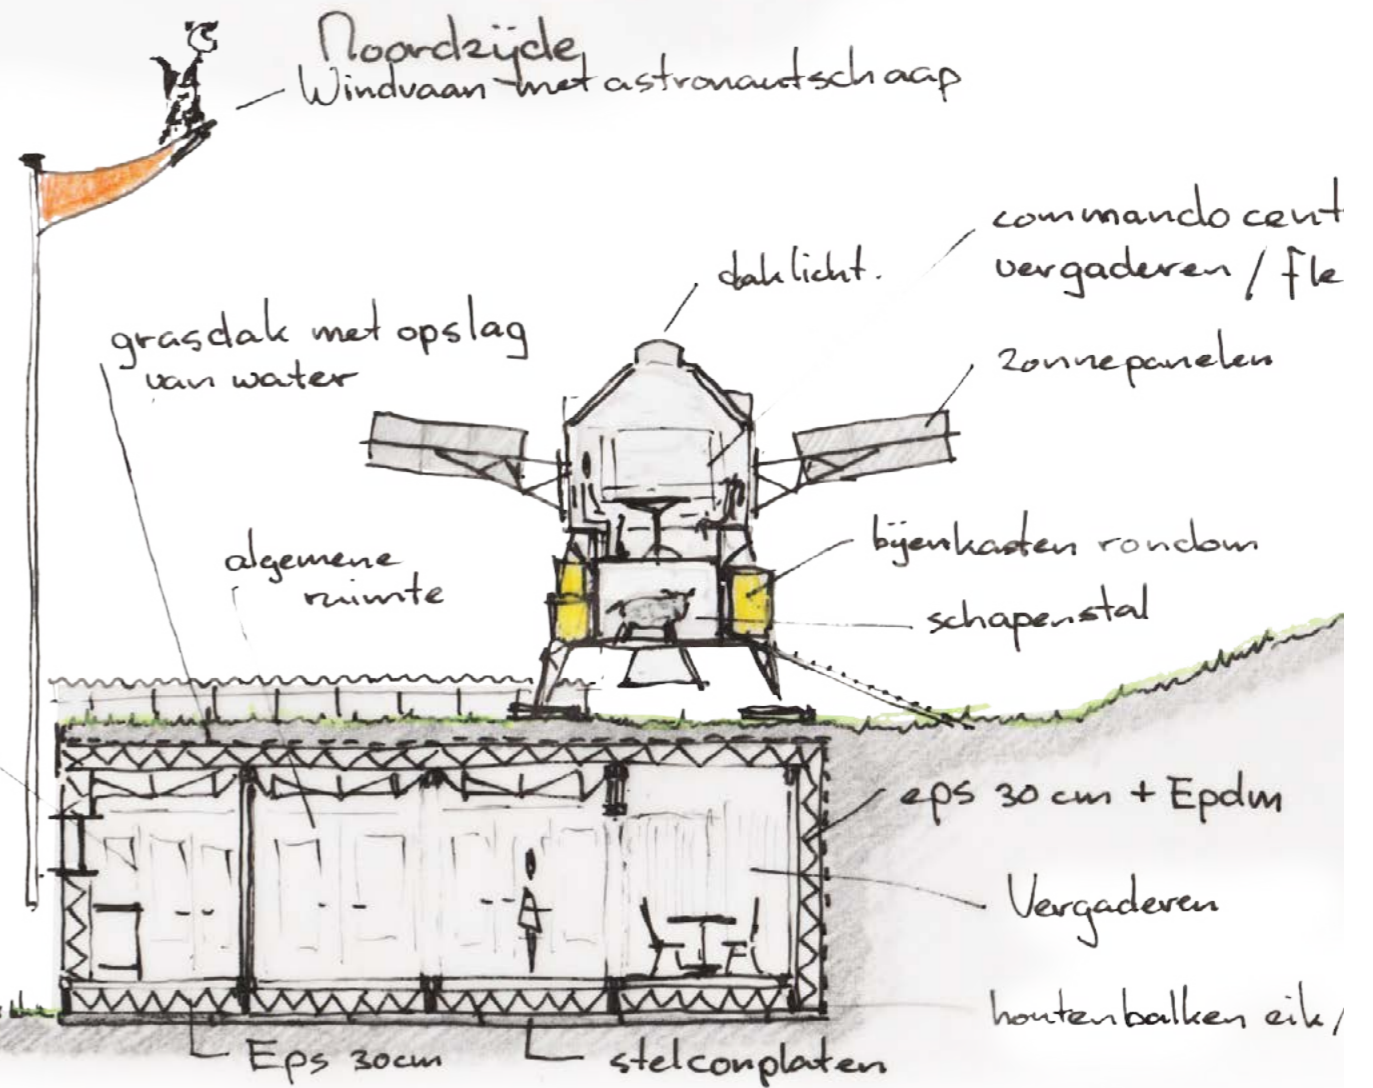 Noordzijde
Windvaan met astronautschaap
commando cent
vergaderen / fle
daklicht.
zonnepanelen
grasdak met opslag
van water
bijenkasten rondom
algemene
ruimte
schapenstal
eps 30 cm + Epdm
Vergaderen
houten balken eik /
Eps 30cm
stelconplaten